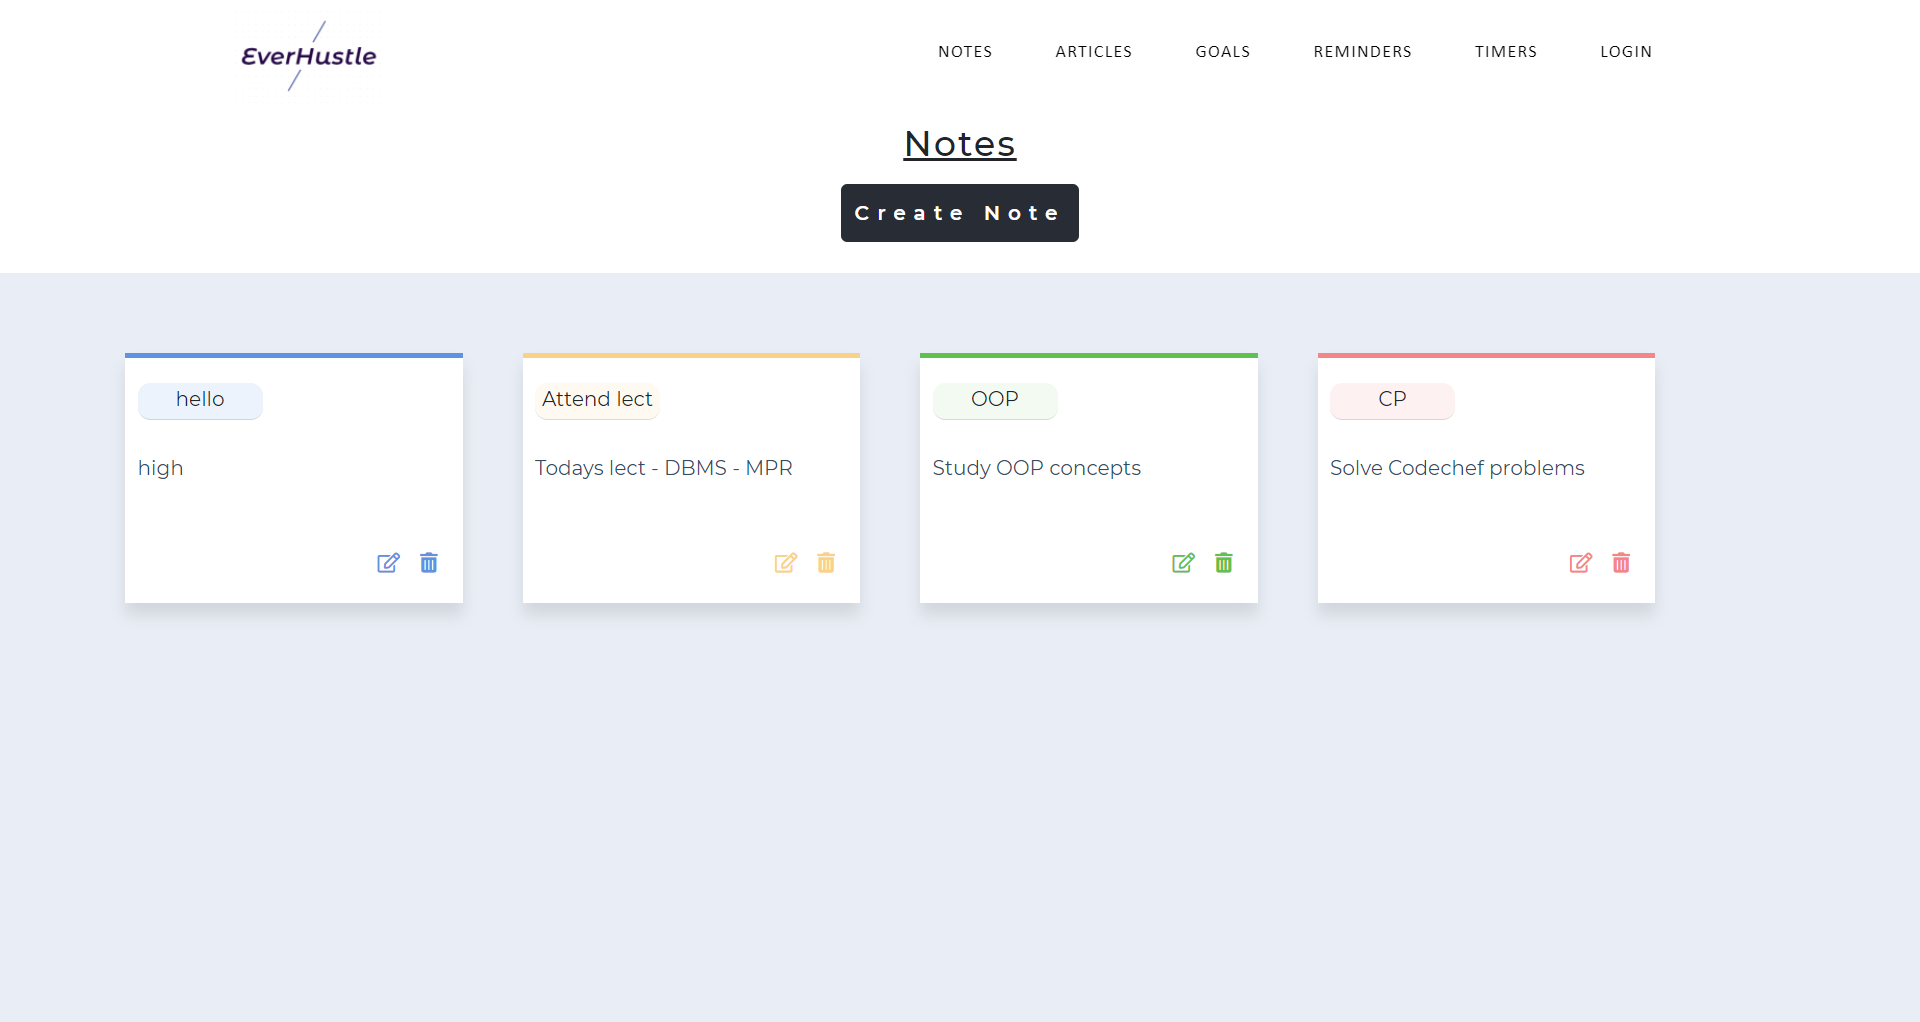 EverHustle
NOTES ARTICLES GOALS REMINDERS TIMERS LOGIN
Notes
Create Note
hello
high
Attend lect
Todays lect - DBMS - MPR
OOP
Study OOP concepts
CP
Solve Codechef problems